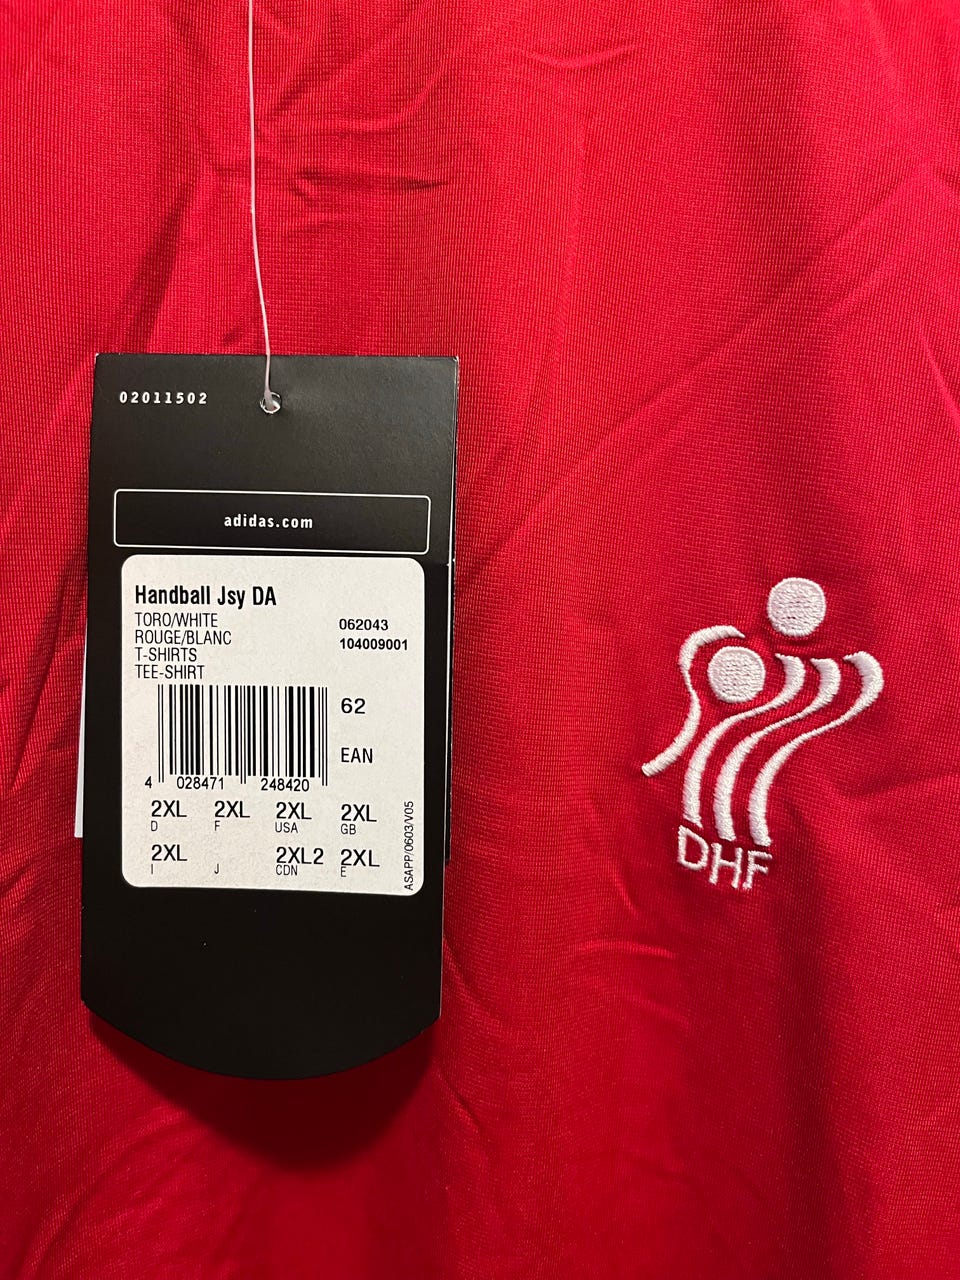 02011502
adidas.com
Handball Jsy DA
TORO/WHITE
ROUGE/BLANC
T-SHIRTS
TEE-SHIRT
062043
104009001
62
EAN
4 028471 248420
2XL 2XL 2XL 2XL
D F USA GB
2XL 2XL2 2XL
I J CDN E
ASAPP/0603/V05
DHF